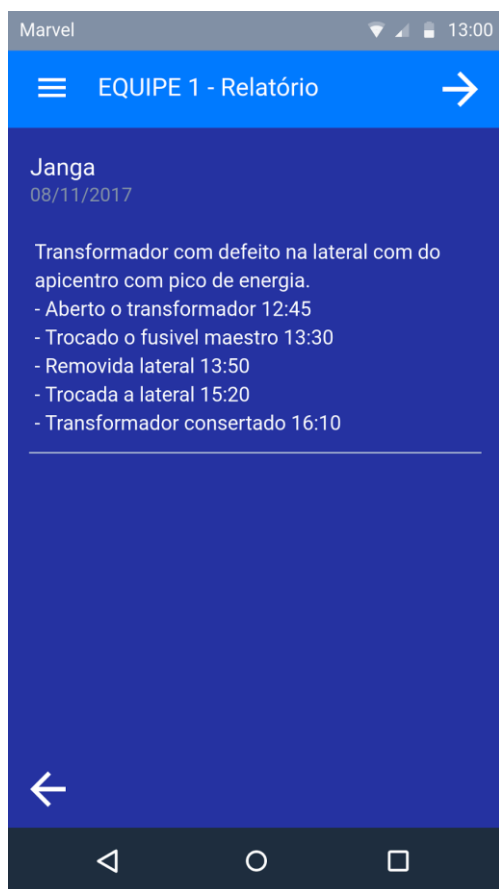 Marvel 13:00
EQUIPE 1 - Relatório
Janga
08/11/2017
Transformador com defeito na lateral com do
apicentro com pico de energia.
- Aberto o transformador 12:45
- Trocado o fusivel maestro 13:30
- Removida lateral 13:50
- Trocada a lateral 15:20
- Transformador consertado 16:10